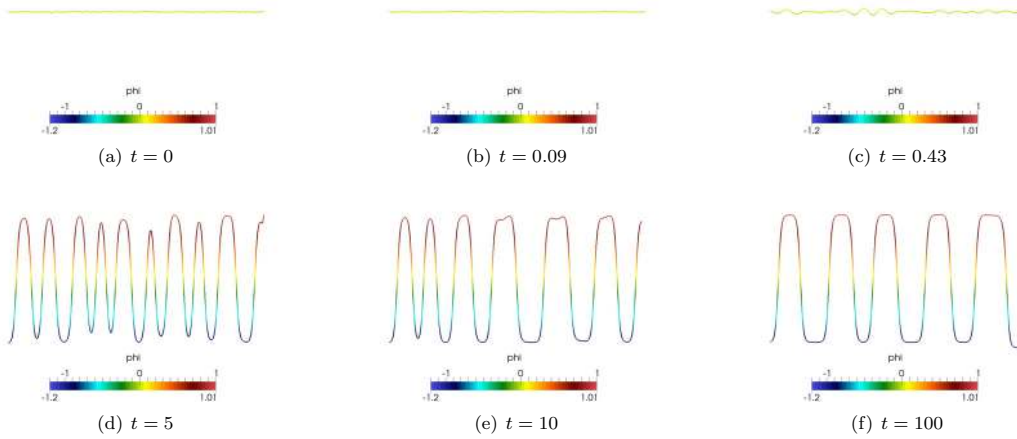 phi
-1 0 1
-1.2 1.01
(a) t = 0
phi
-1 0 1
-1.2 1.01
(b) t = 0.09
phi
-1 0 1
-1.2 1.01
(c) t = 0.43
phi
-1 0 1
-1.2 1.01
(d) t = 5
phi
-1 0 1
-1.2 1.01
(e) t = 10
phi
-1 0 1
-1.2 1.01
(f) t = 100